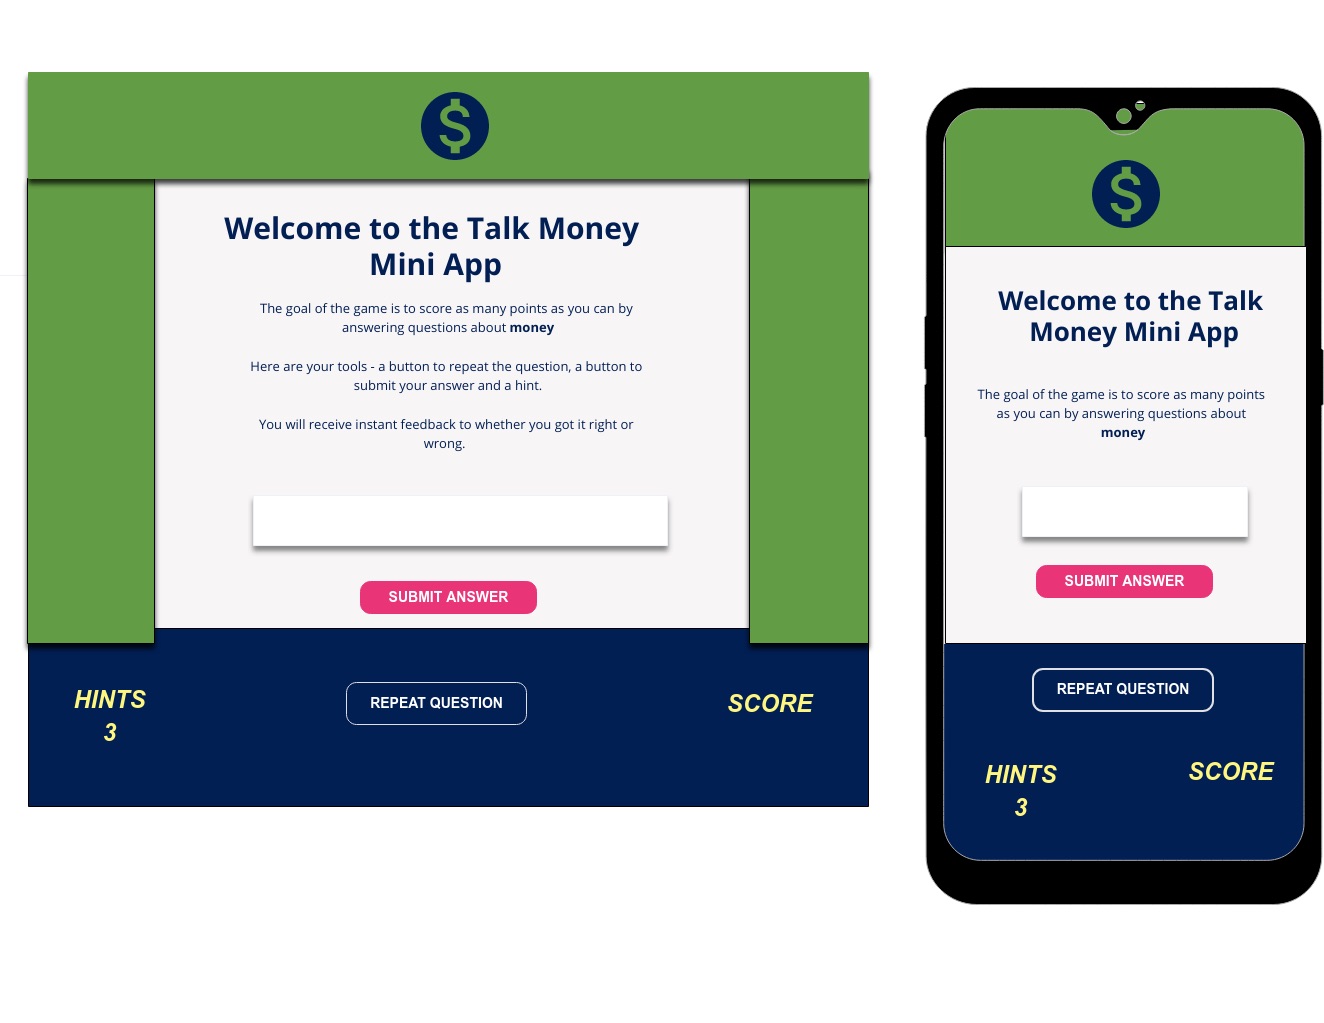 $
Welcome to the Talk Money
Mini App
The goal of the game is to score as many points as you can by
answering questions about money
Here are your tools - a button to repeat the question, a button to
submit your answer and a hint.
You will receive instant feedback to whether you got it right or
wrong.
SUBMIT ANSWER
HINTS
3
REPEAT QUESTION
SCORE
$
Welcome to the Talk
Money Mini App
The goal of the game is to score as many points
as you can by answering questions about
money
SUBMIT ANSWER
REPEAT QUESTION
HINTS
3
SCORE